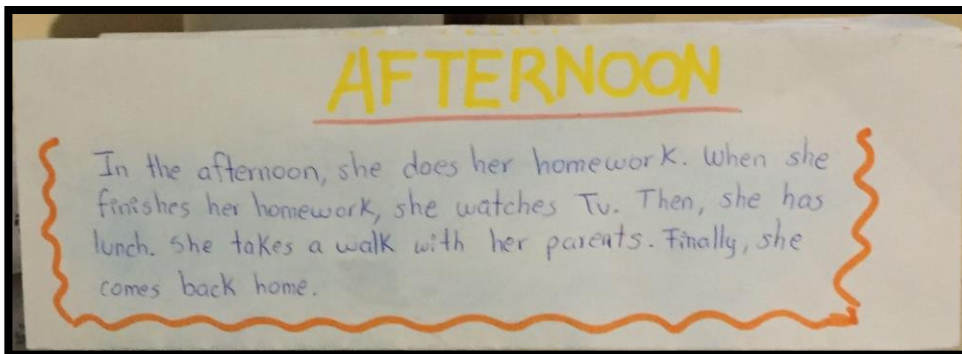 AFTERNOON
In the afternoon, she does her homework. When she
finishes her homework, she watches Tv. Then, she has
lunch. She takes a walk with her parents. Finally, she
comes back home.